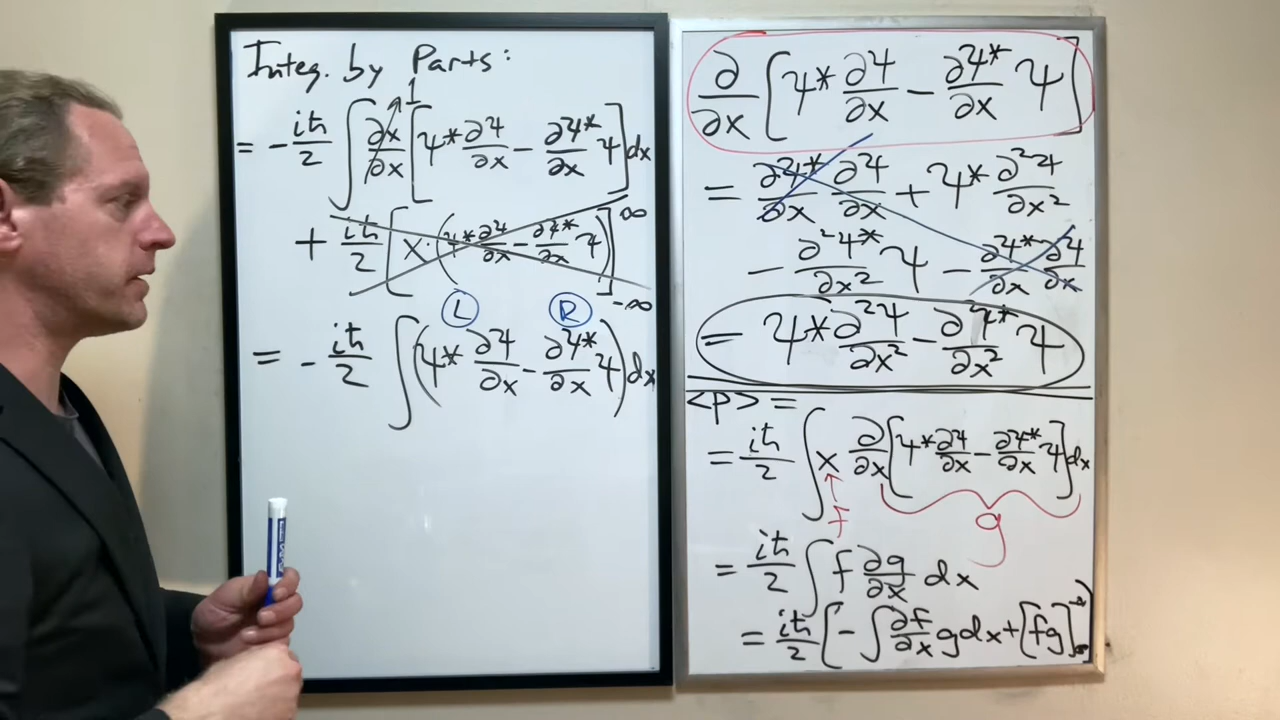 Integ. by Parts:
1
= -iħ/2 ∫ ∂x/∂x [Ψ* ∂Ψ/∂x - ∂Ψ*/∂x Ψ] dx
+ iħ/2 [x·(Ψ* ∂Ψ/∂x - ∂Ψ*/∂x Ψ)]^∞_-∞
L R
= -iħ/2 ∫ (Ψ* ∂Ψ/∂x - ∂Ψ*/∂x Ψ) dx
∂/∂x [Ψ* ∂Ψ/∂x - ∂Ψ*/∂x Ψ]
= ∂Ψ*/∂x ∂Ψ/∂x + Ψ* ∂²Ψ/∂x²
- ∂²Ψ*/∂x² Ψ - ∂Ψ*/∂x ∂Ψ/∂x
= Ψ* ∂²Ψ/∂x² - ∂²Ψ*/∂x² Ψ
<P> =
= iħ/2 ∫ x ∂/∂x [Ψ* ∂Ψ/∂x - ∂Ψ*/∂x Ψ] dx
f g
= iħ/2 ∫ f ∂g/∂x dx
= iħ/2 [- ∫ ∂f/∂x g dx + [fg]